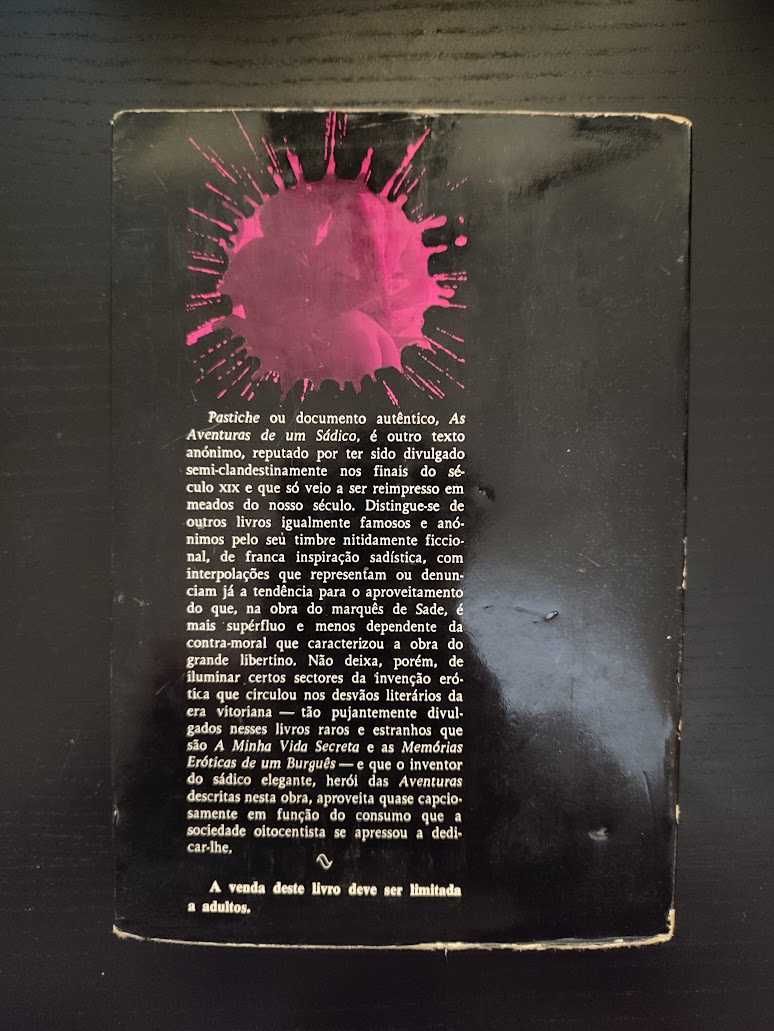 Pastiche ou documento autêntico, As
Aventuras de um Sádico, é outro texto
anónimo, reputado por ter sido divulgado
semi-clandestinamente nos finais do sé-
culo XIX e que só veio a ser reimpresso em
meados do nosso século. Distingue-se de
outros livros igualmente famosos e anó-
nimos pelo seu timbre nitidamente ficcio-
nal, de franca inspiração sadística, com
interpolações que representam ou denun-
ciam já a tendência para o aproveitamento
do que, na obra do marquês de Sade, é
mais supérfluo e menos dependente da
contra-moral que caracterizou a obra do
grande libertino. Não deixa, porém, de
iluminar certos sectores da invenção eró-
tica que circulou nos desvãos literários da
era vitoriana — tão pujantemente divul-
gados nesses livros raros e estranhos que
são A Minha Vida Secreta e as Memórias
Eróticas de um Burguês — e que o inventor
do sádico elegante, herói das Aventuras
descritas nesta obra, aproveita quase capcio-
samente em função do consumo que a
sociedade oitocentista se apressou a dedi-
car-lhe.
A venda deste livro deve ser limitada
a adultos.